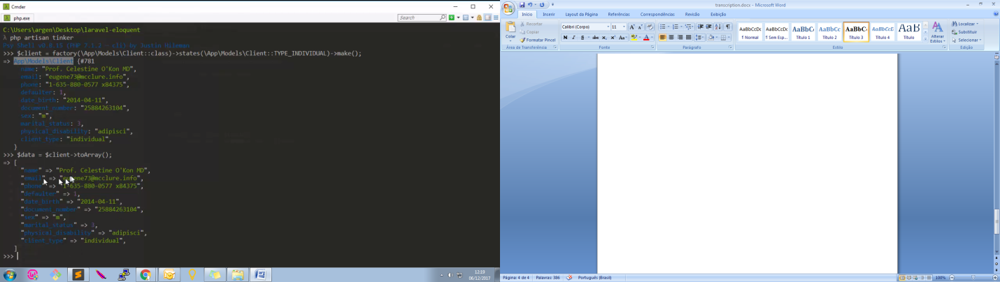 Cmder
php.exe
Search
C:\Users\argen\Desktop\laravel-eloquent
λ php artisan tinker
Psy Shell v0.8.15 (PHP 7.1.2 — cli) by Justin Hileman
>>> $client = factory(\App\Models\Client::class)->states(\App\Models\Client::TYPE_INDIVIDUAL)->make();
=> App\Models\Client {#781
name: "Prof. Celestine O'Kon MD",
email: "eugene73@mcclure.info",
phone: "1-635-880-0577 x84375",
defaulter: 1,
date_birth: "2014-04-11",
document_number: "25884263104",
sex: "m",
marital_status: 3,
physical_disability: "adipisci",
client_type: "individual",
}
>>> $data = $client->toArray();
=> [
"name" => "Prof. Celestine O'Kon MD",
"email" => "eugene73@mcclure.info",
"phone" => "1-635-880-0577 x84375",
"defaulter" => 1,
"date_birth" => "2014-04-11",
"document_number" => "25884263104",
"sex" => "m",
"marital_status" => 3,
"physical_disability" => "adipisci",
"client_type" => "individual",
]
>>>
12:19
06/12/2017
transcription.docx - Microsoft Word
Início Inserir Layout da Página Referências Correspondências Revisão Exibição
Colar
Recortar
Copiar
Formatar Pincel
Área de Transferência
Calibri (Corpo) 11
Fonte
Parágrafo
AaBbCcDc AaBbCcDc AaBbC AaBbCc AaBbC AaBbCcD AaB
¶ Normal ¶ Sem Esp... Título 1 Título 2 Título 3 Título 4 Título
Estilo
Alterar
Estilos
Localizar
Substituir
Selecionar
Edição
Página: 4 de 4 Palavras: 386 Português (Brasil) 100%